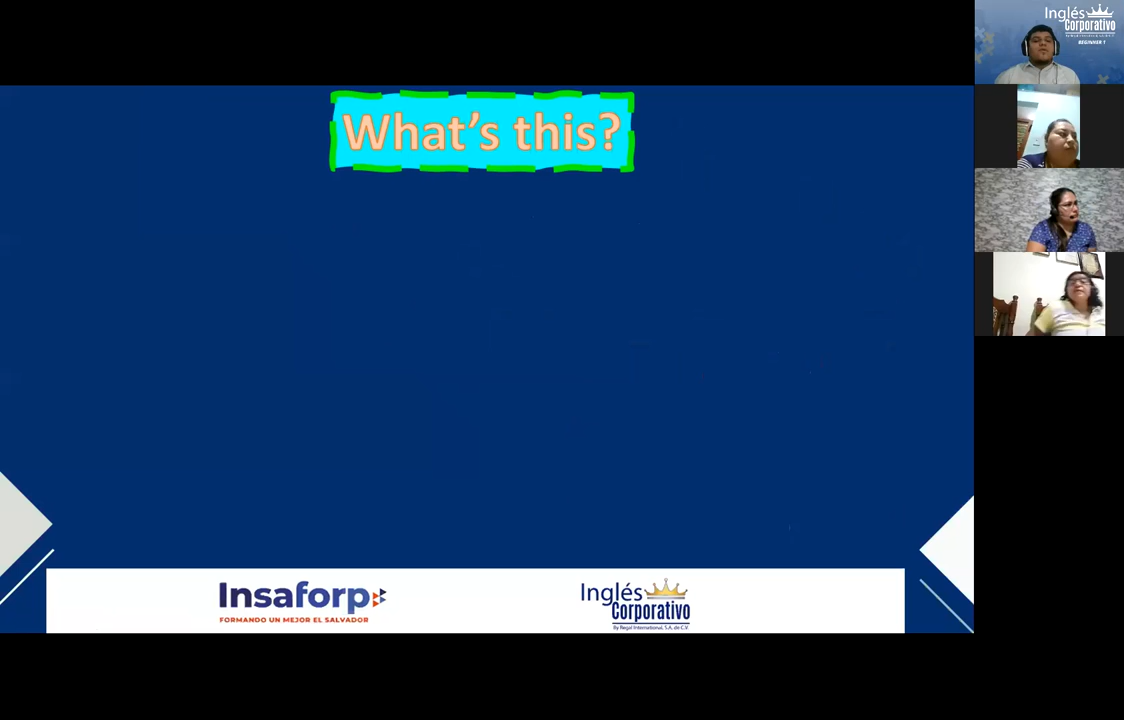 What's this?
Insaforp
FORMANDO UN MEJOR EL SALVADOR
Inglés
Corporativo
By Regal International, S.A. de C.V.
Inglés
Corporativo
BEGINNER 1